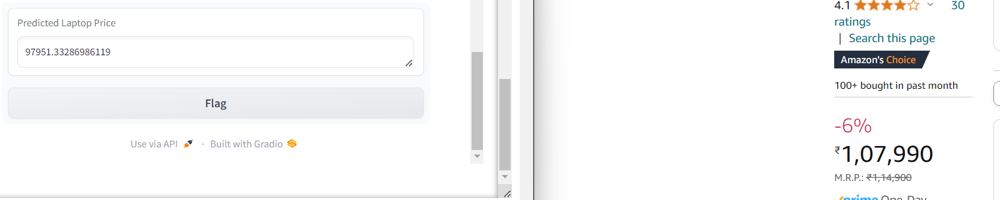 Predicted Laptop Price
97951.33286986119
Flag
Use via API · Built with Gradio
4.1 30
ratings
| Search this page
Amazon's Choice
100+ bought in past month
-6%
₹1,07,990
M.R.P.: ₹1,14,900
prime One-Day